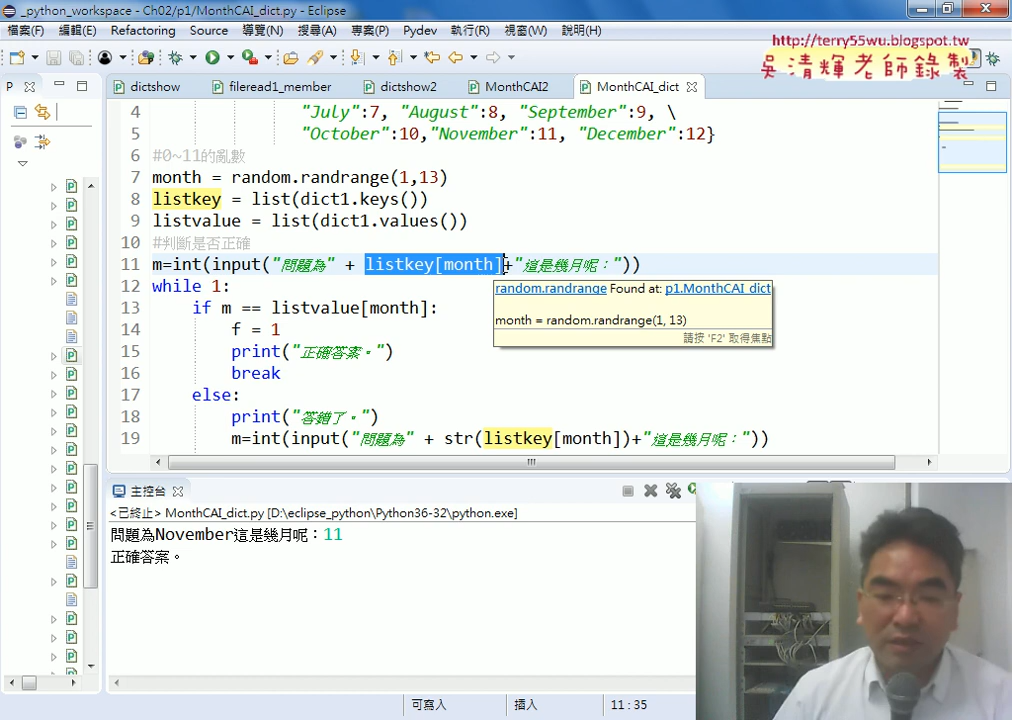 _python_workspace - Ch02/p1/MonthCAI_dict.py - Eclipse
檔案(F) 編輯(E) Refactoring Source 導覽(N) 搜尋(A) 專案(P) Pydev 執行(R) 視窗(W) 說明(H)
http://terry55wu.blogspot.tw
吳清輝老師錄製
P
dictshow fileread1_member dictshow2 MonthCAI2 MonthCAI_dict
4 "July":7, "August":8, "September":9, \
5 "October":10,"November":11, "December":12}
6 #0~11的亂數
7 month = random.randrange(1,13)
8 listkey = list(dict1.keys())
9 listvalue = list(dict1.values())
10 #判斷是否正確
11 m=int(input("問題為" + listkey[month]+"這是幾月呢："))
12 while 1:
13 if m == listvalue[month]:
14 f = 1
15 print("正確答案。")
16 break
17 else:
18 print("答錯了。")
19 m=int(input("問題為" + str(listkey[month])+"這是幾月呢："))
random.randrange Found at: p1.MonthCAI_dict
month = random.randrange(1, 13)
請按 'F2' 取得焦點
主控台
<已終止> MonthCAI_dict.py [D:\eclipse_python\Python36-32\python.exe]
問題為November這是幾月呢：11
正確答案。
可寫入 插入 11 : 35